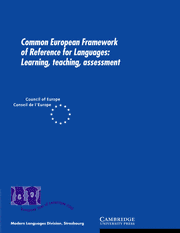 Common European Framework
of Reference for Languages:
Learning, teaching, assessment
Council of Europe
Conseil de l'Europe
Modern Languages Division, Strasbourg
CAMBRIDGE
UNIVERSITY PRESS